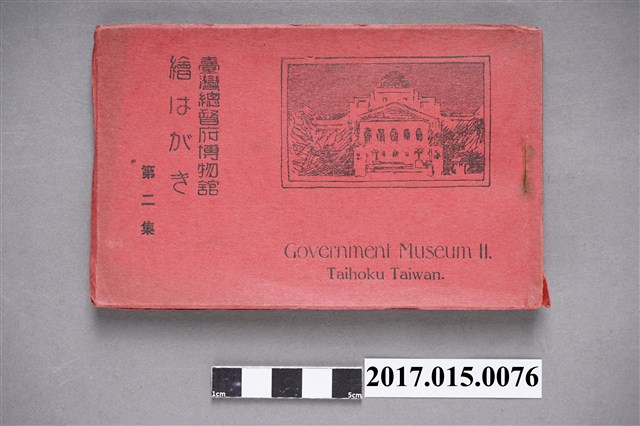 臺灣總督府博物館
繪はがき
第二集
Government Museum II.
Taihoku Taiwan.
1cm
5cm
2017.015.0076